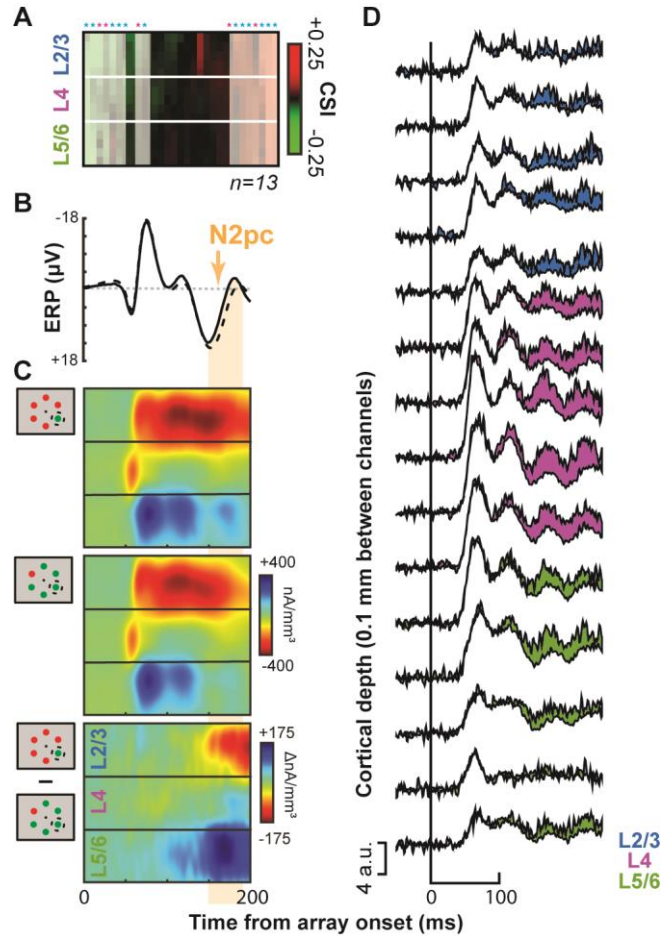 A
L2/3
L4
L5/6
+0.25
CSI
-0.25
n=13
B
-18
N2pc
ERP (µV)
+18
C
+400
nA/mm³
-400
L2/3
L4
L5/6
+175
ΔnA/mm³
-175
0
100
200
Time from array onset (ms)
D
Cortical depth (0.1 mm between channels)
4 a.u.
0
100
L2/3
L4
L5/6